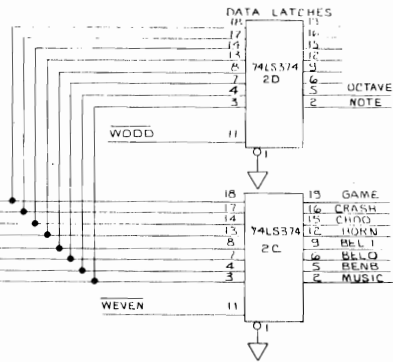 DATA LATCHES
18 19
17 16
14 15
13 12
8 74LS374 9
7 2D 6
4 5 OCTAVE
3 2 NOTE
WODD 11
1
18 19 GAME
17 16 CRASH
14 15 CHOO
13 74LS374 12 HORN
8 2C 9 BEL 1
7 6 BELO
4 5 BENB
3 2 MUSIC
WEVEN 11
1